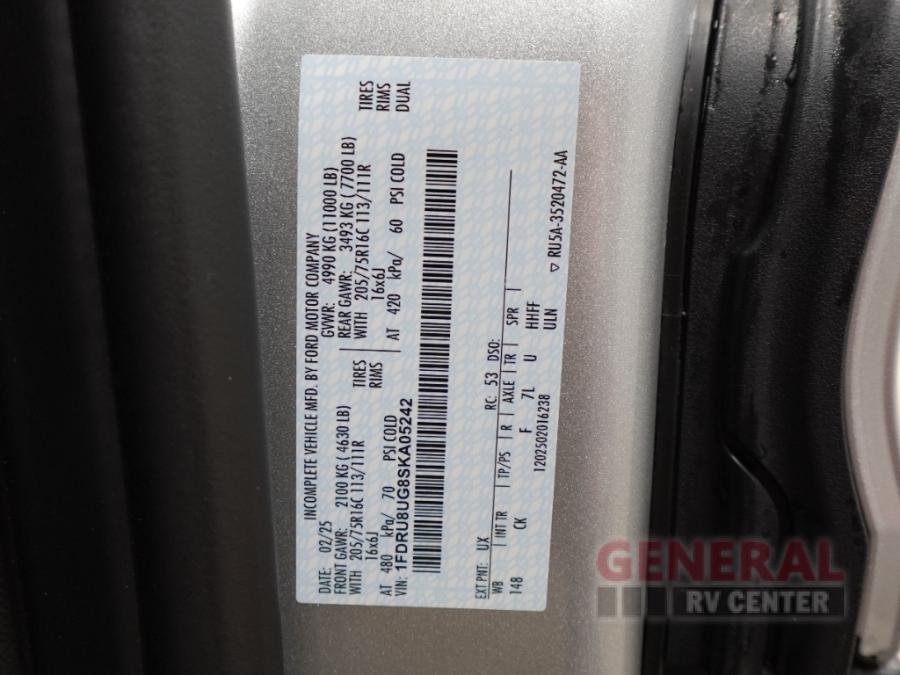 INCOMPLETE VEHICLE MFD. BY FORD MOTOR COMPANY
DATE: 02/25 GVWR: 4990 KG (11000 LB)
FRONT GAWR: 2100 KG ( 4630 LB) REAR GAWR: 3493 KG ( 7700 LB)
WITH 205/75R16C 113/111R TIRES WITH 205/75R16C 113/111R TIRES
16x6J RIMS 16x6J RIMS
AT 480 kPa/ 70 PSI COLD AT 420 kPa/ 60 PSI COLD DUAL
VIN: 1FDRU8UG8SKA05242
EXT PNT: UX RC: 53 DSO:
WB INT TR TP/PS R AXLE TR SPR
148 CK F 7L U HHFF
1202502016238 ULN
▽ RU5A-3520472-AA
GENERAL
RV CENTER